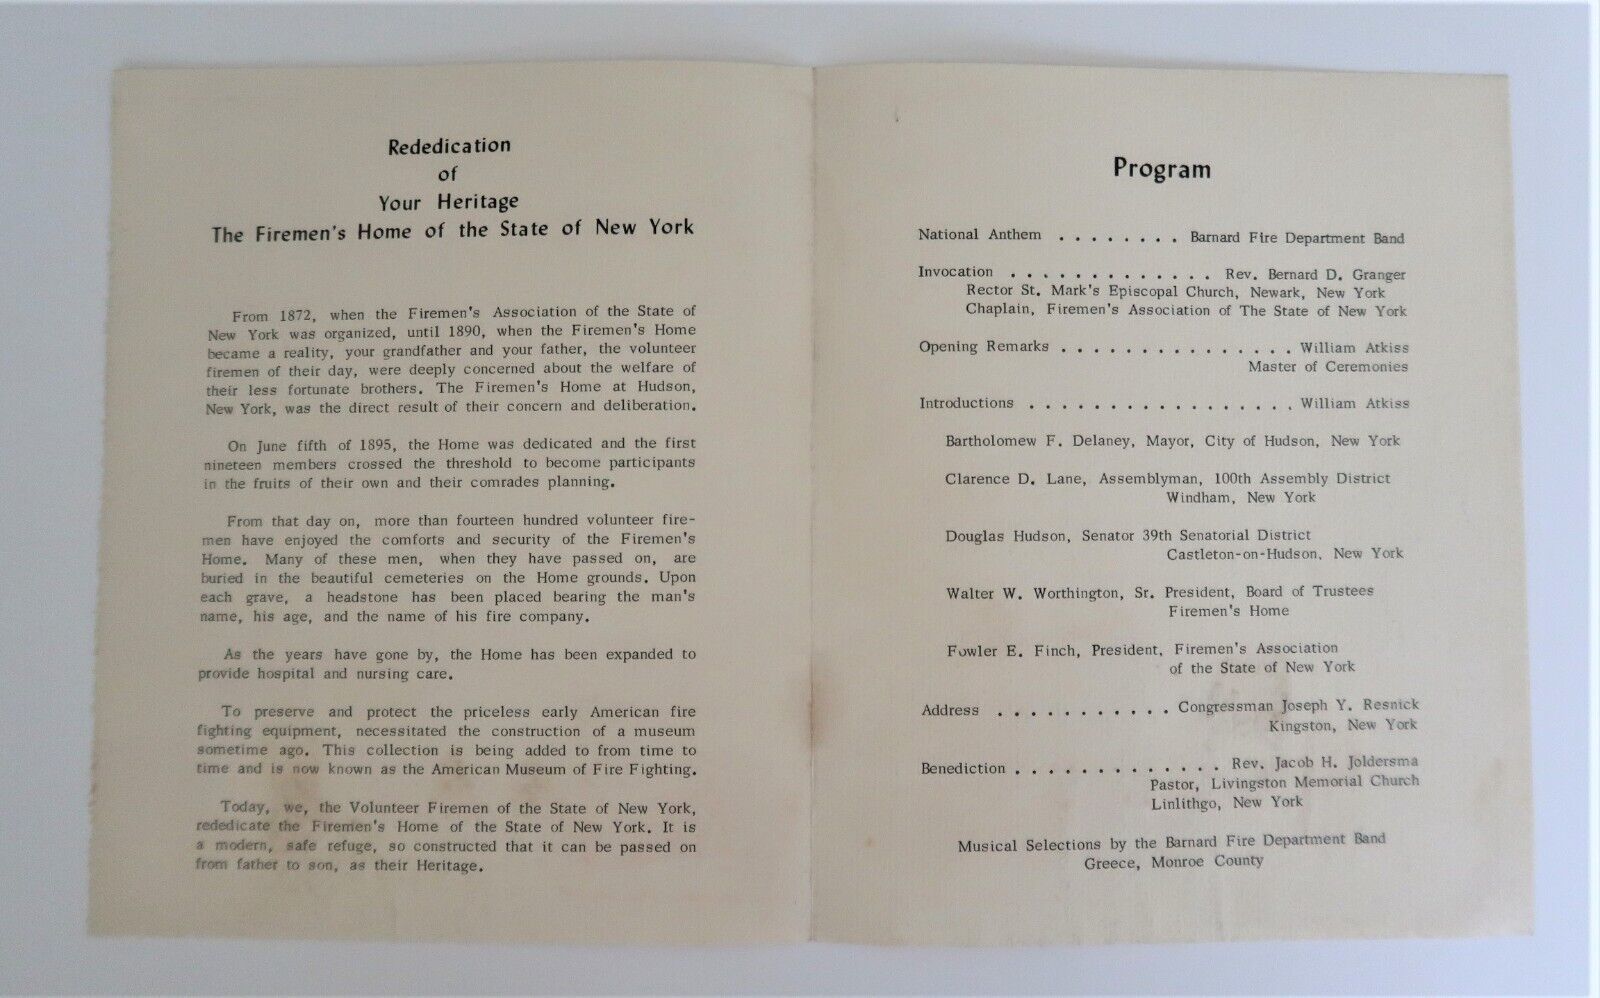 Rededication
of
Your Heritage
The Firemen's Home of the State of New York
From 1872, when the Firemen's Association of the State of
New York was organized, until 1890, when the Firemen's Home
became a reality, your grandfather and your father, the volunteer
firemen of their day, were deeply concerned about the welfare of
their less fortunate brothers. The Firemen's Home at Hudson,
New York, was the direct result of their concern and deliberation.
On June fifth of 1895, the Home was dedicated and the first
nineteen members crossed the threshold to become participants
in the fruits of their own and their comrades planning.
From that day on, more than fourteen hundred volunteer fire-
men have enjoyed the comforts and security of the Firemen's
Home. Many of these men, when they have passed on, are
buried in the beautiful cemeteries on the Home grounds. Upon
each grave, a headstone has been placed bearing the man's
name, his age, and the name of his fire company.
As the years have gone by, the Home has been expanded to
provide hospital and nursing care.
To preserve and protect the priceless early American fire
fighting equipment, necessitated the construction of a museum
sometime ago. This collection is being added to from time to
time and is now known as the American Museum of Fire Fighting.
Today, we, the Volunteer Firemen of the State of New York,
rededicate the Firemen's Home of the State of New York. It is
a modern, safe refuge, so constructed that it can be passed on
from father to son, as their Heritage.
Program
National Anthem . . . . . . . . Barnard Fire Department Band
Invocation . . . . . . . . . . . . . Rev. Bernard D. Granger
Rector St. Mark's Episcopal Church, Newark, New York
Chaplain, Firemen's Association of The State of New York
Opening Remarks . . . . . . . . . . . . . . . William Atkiss
Master of Ceremonies
Introductions . . . . . . . . . . . . . . . . . William Atkiss
Bartholomew F. Delaney, Mayor, City of Hudson, New York
Clarence D. Lane, Assemblyman, 100th Assembly District
Windham, New York
Douglas Hudson, Senator 39th Senatorial District
Castleton-on-Hudson, New York
Walter W. Worthington, Sr. President, Board of Trustees
Firemen's Home
Fowler E. Finch, President, Firemen's Association
of the State of New York
Address . . . . . . . . . . . Congressman Joseph Y. Resnick
Kingston, New York
Benediction . . . . . . . . . . . . . Rev. Jacob H. Joldersma
Pastor, Livingston Memorial Church
Linlithgo, New York
Musical Selections by the Barnard Fire Department Band
Greece, Monroe County